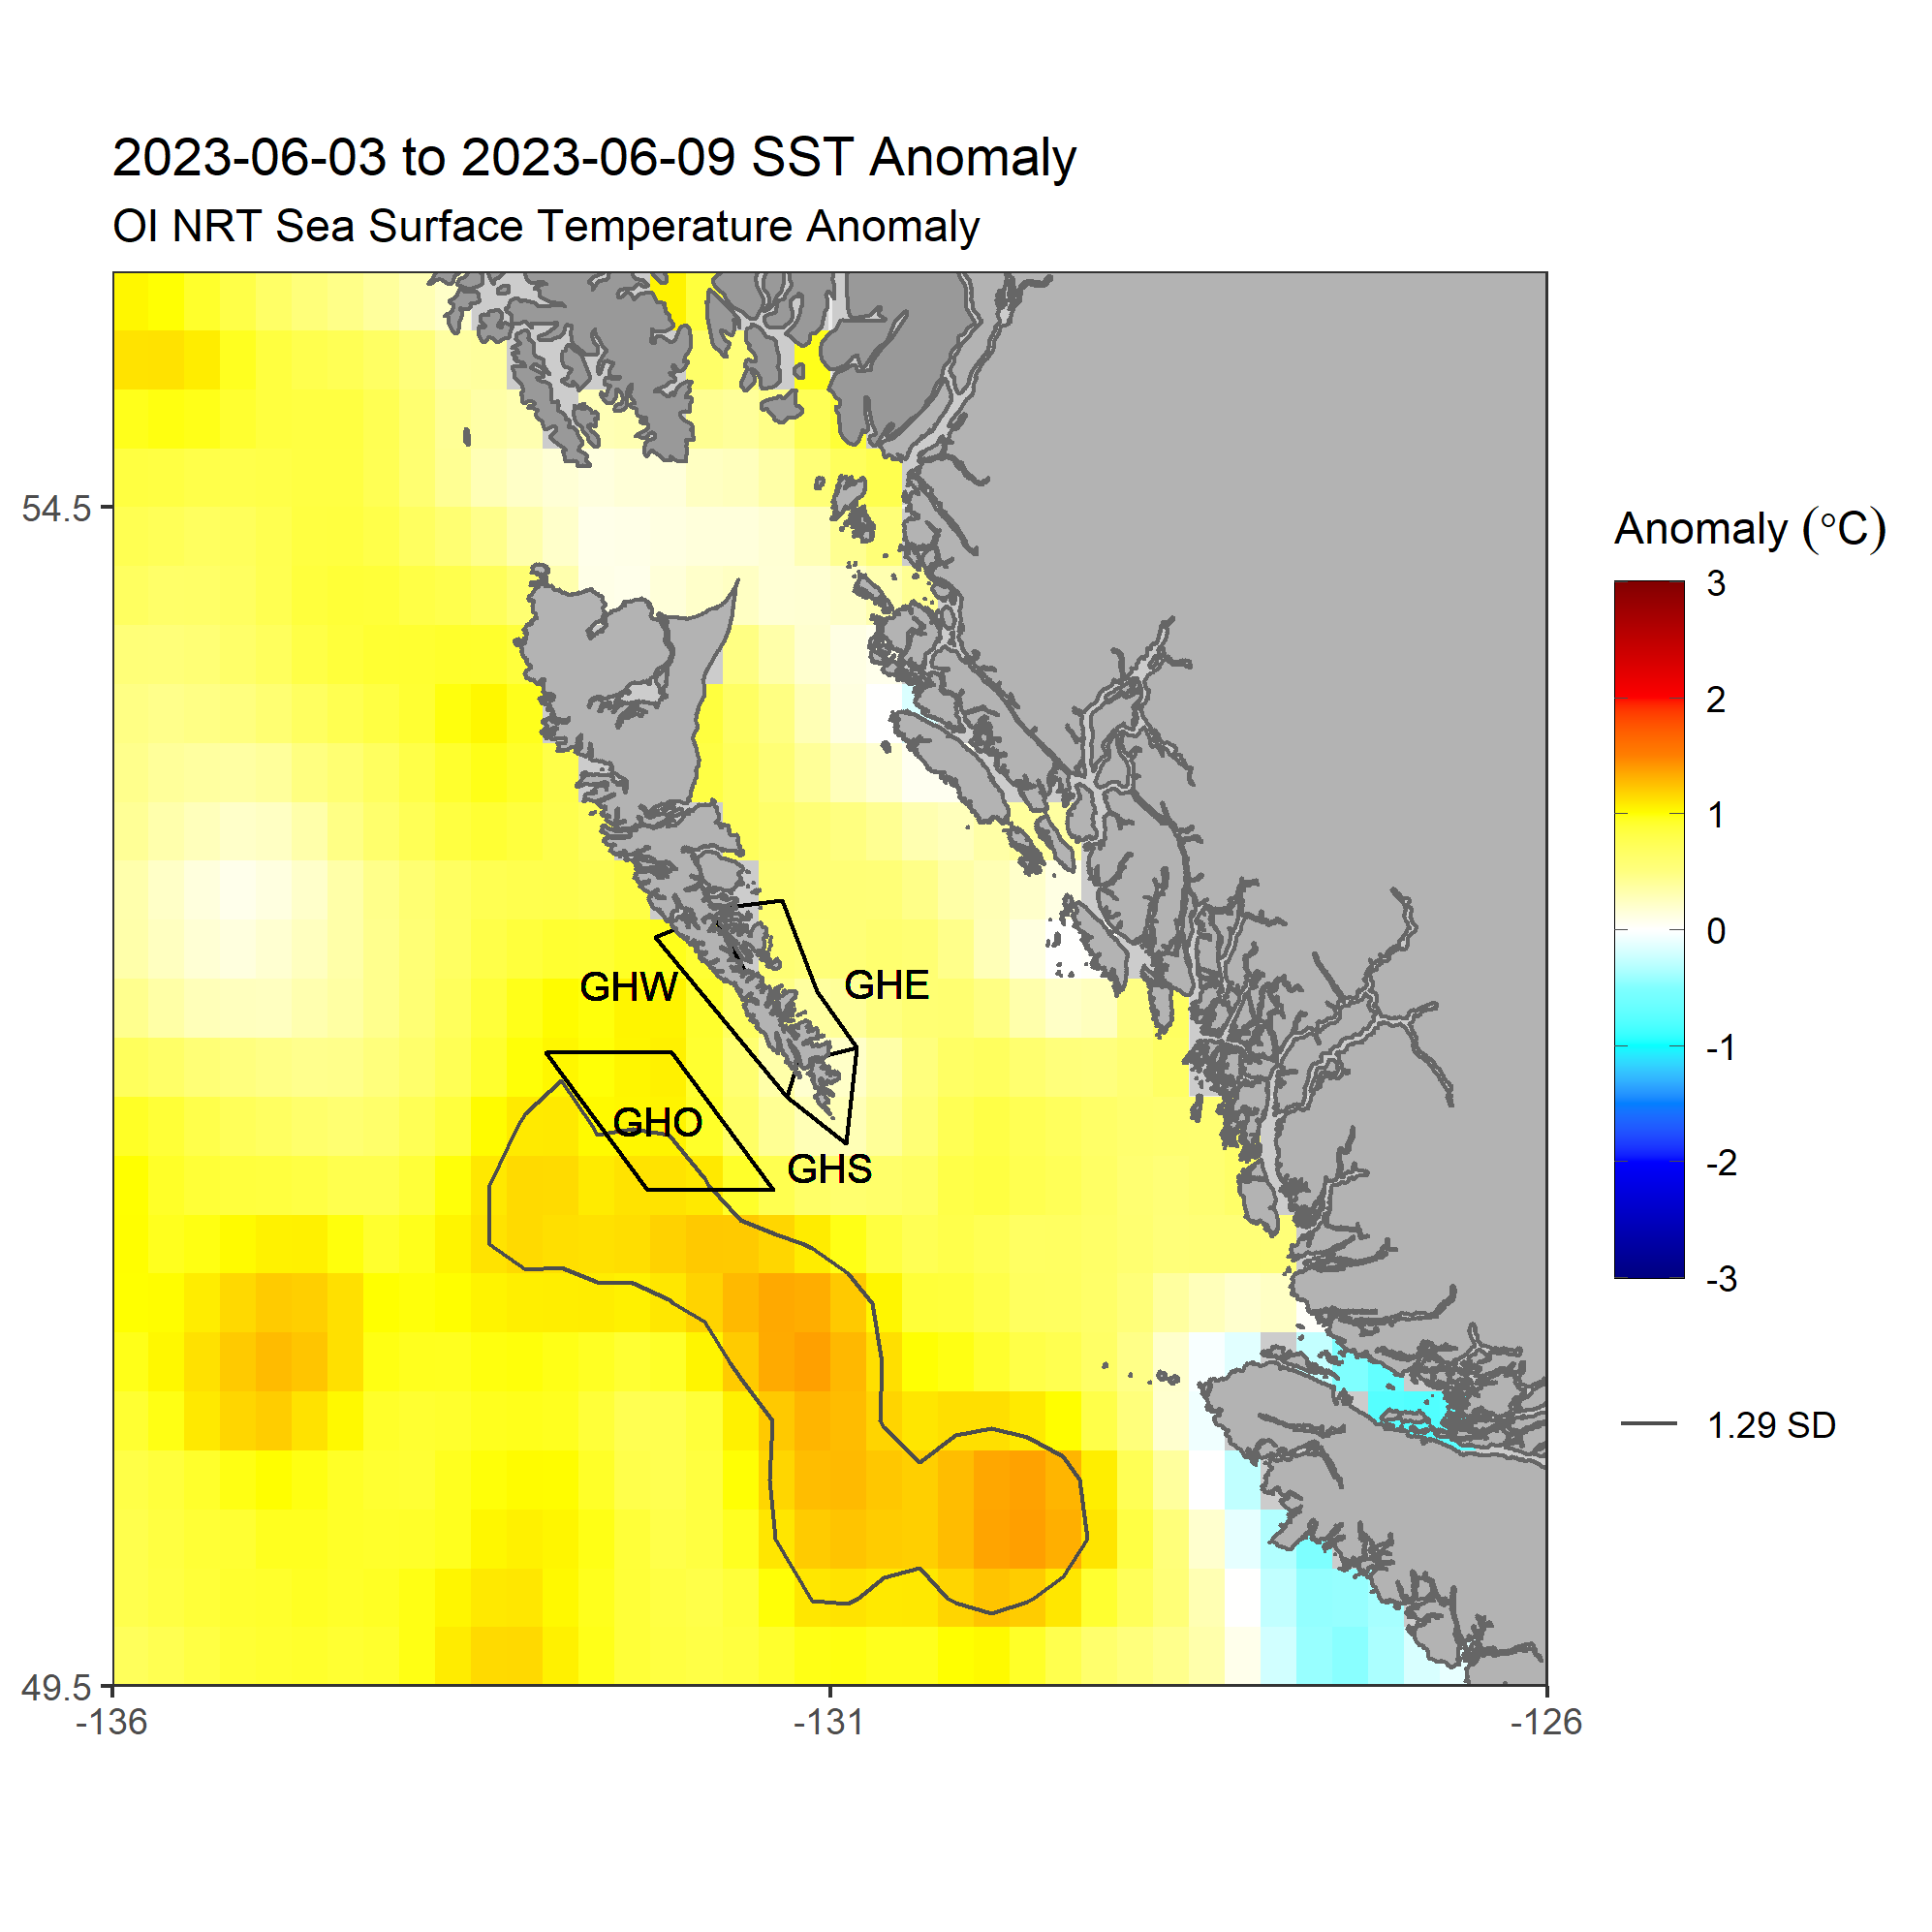 2023-06-03 to 2023-06-09 SST Anomaly
OI NRT Sea Surface Temperature Anomaly
54.5
49.5
-136
-131
-126
GHW
GHE
GHO
GHS
Anomaly (°C)
3
2
1
0
-1
-2
-3
1.29 SD